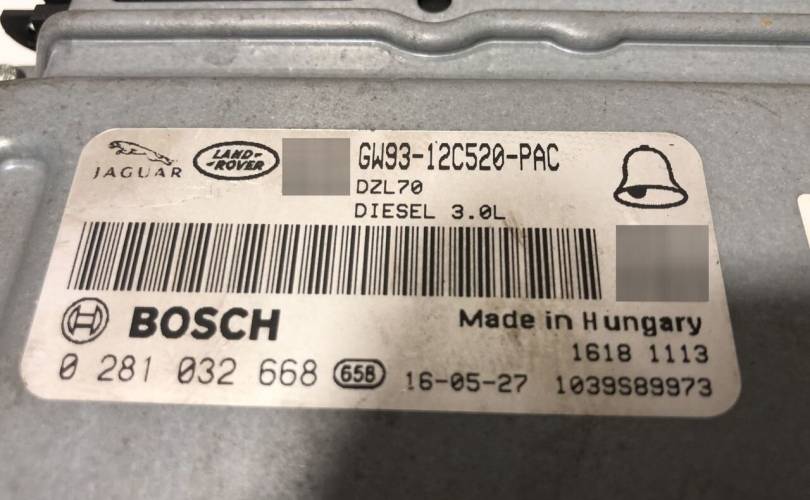 JAGUAR
LAND-
-ROVER
GW93-12C520-PAC
DZL70
DIESEL 3.0L
BOSCH
Made in Hungary
1618 1113
0 281 032 668 658 16-05-27 1039S89973